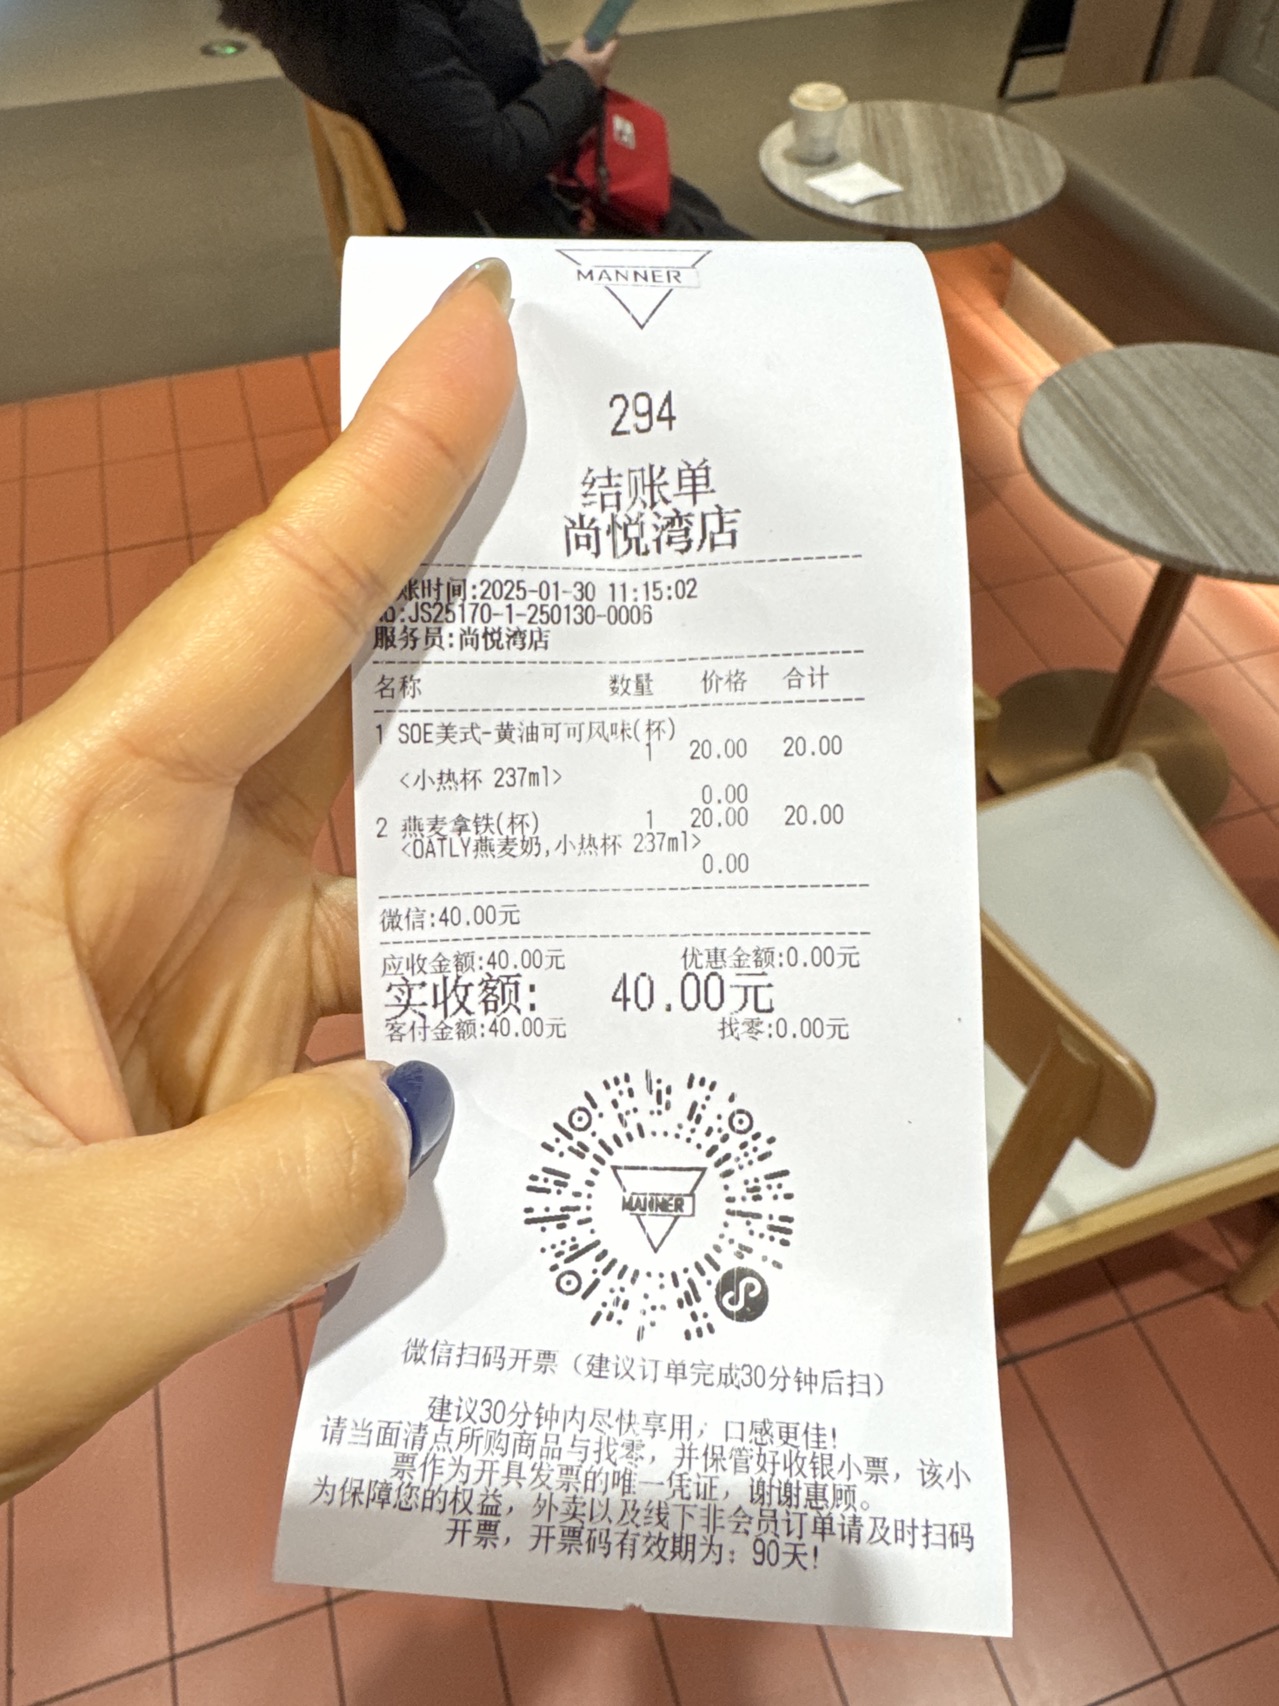 MANNER
294
结账单
尚悦湾店
账时间:2025-01-30 11:15:02
:JS25170-1-250130-0006
服务员:尚悦湾店
名称 数量 价格 合计
1 SOE美式-黄油可可风味(杯)
1 20.00 20.00
<小热杯 237ml>
0.00
2 燕麦拿铁(杯) 1 20.00 20.00
<OATLY燕麦奶,小热杯 237ml>
0.00
微信:40.00元
应收金额:40.00元 优惠金额:0.00元
实收额: 40.00元
客付金额:40.00元 找零:0.00元
MANNER
微信扫码开票（建议订单完成30分钟后扫）
建议30分钟内尽快享用，口感更佳!
请当面清点所购商品与找零，并保管好收银小票，该小
票作为开具发票的唯一凭证，谢谢惠顾。
为保障您的权益，外卖以及线下非会员订单请及时扫码
开票，开票码有效期为：90天!